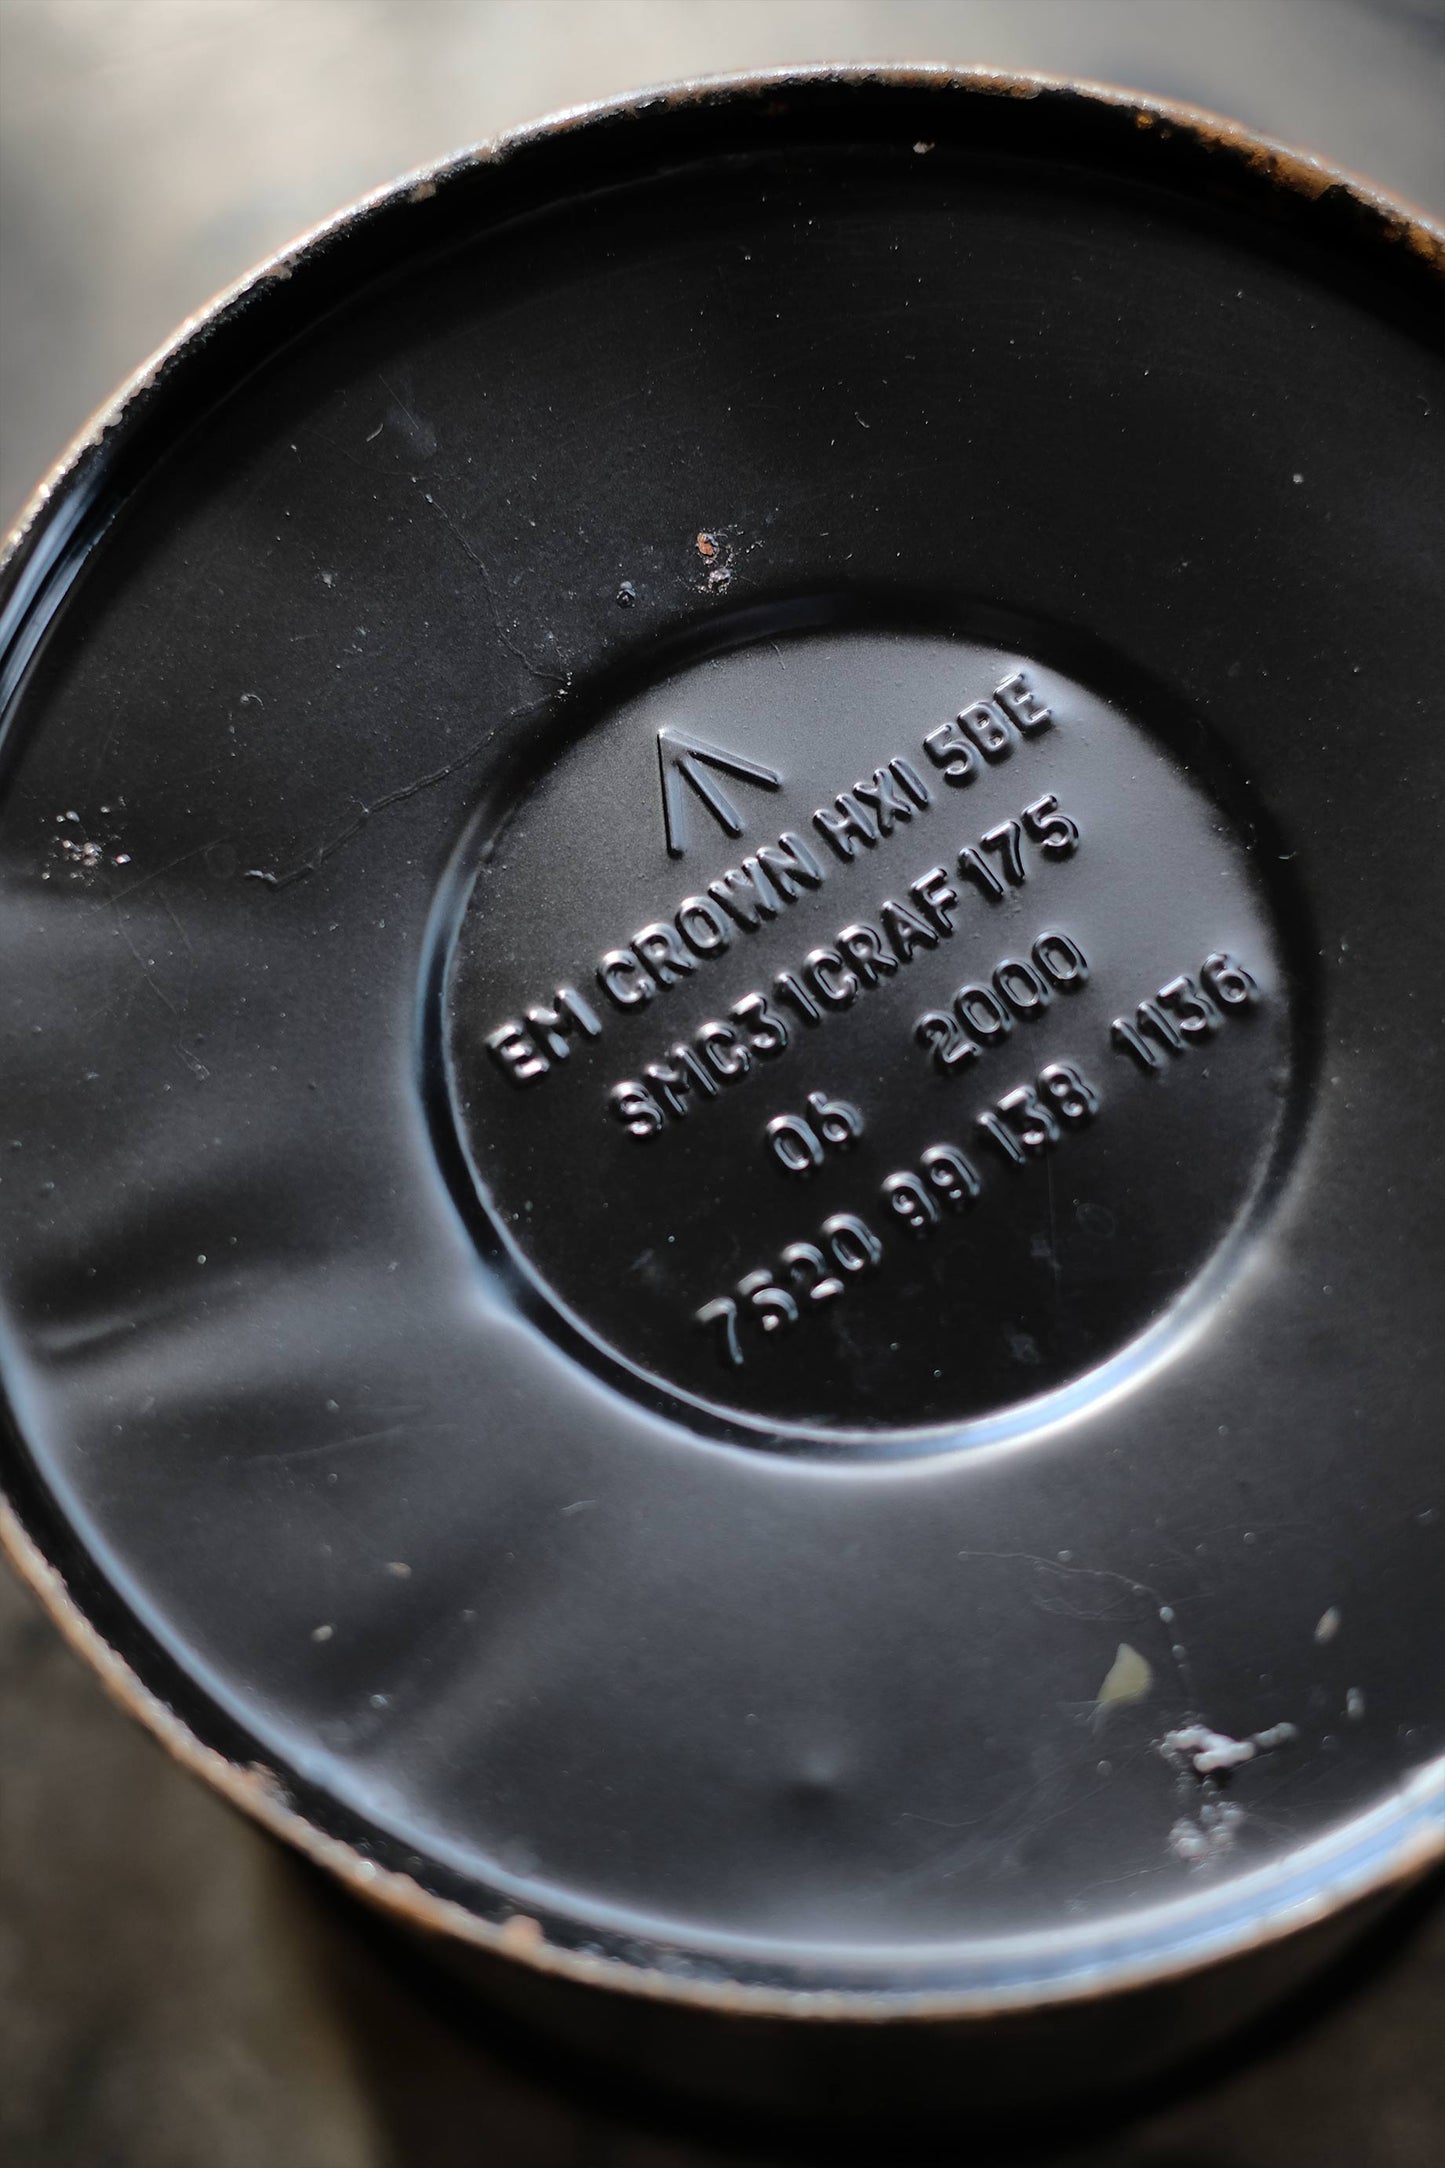 EM CROWN HX1 5BE
SMC31CRAF175
06 2000
7520 99 138 1136